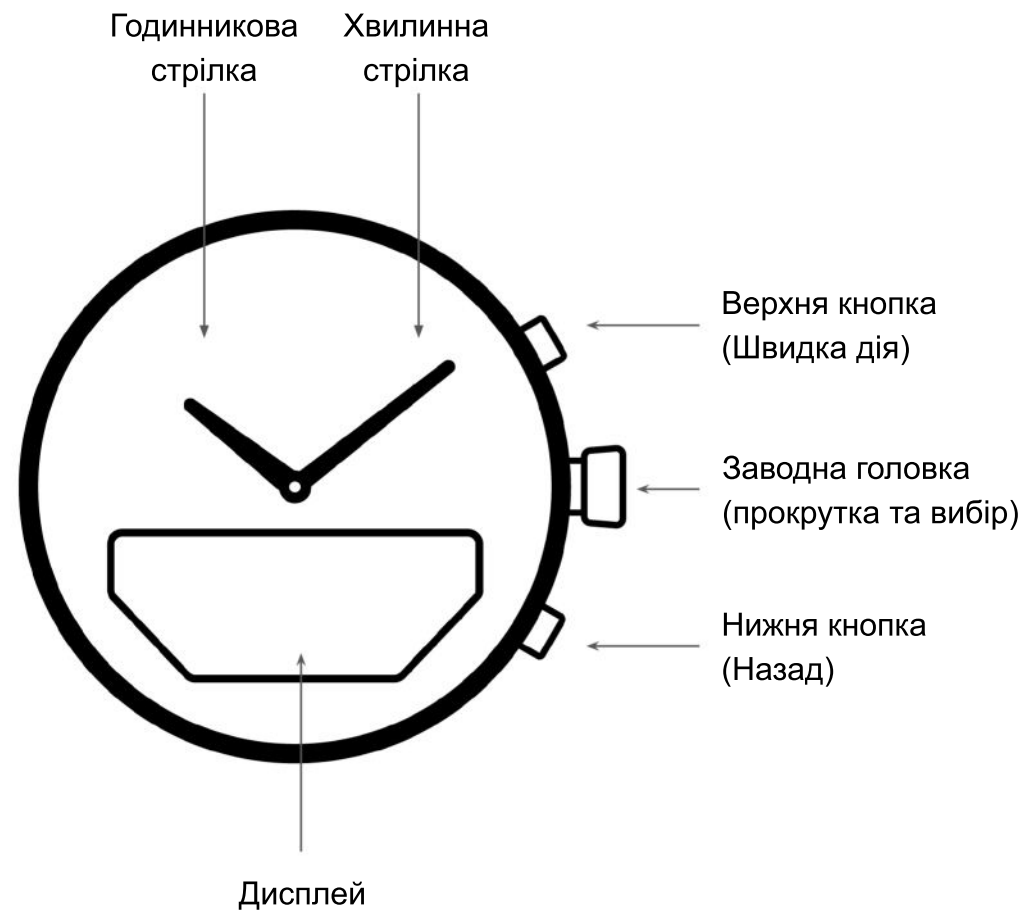 Годинникова
стрілка
Хвилинна
стрілка
Верхня кнопка
(Швидка дія)
Заводна головка
(прокрутка та вибір)
Нижня кнопка
(Назад)
Дисплей